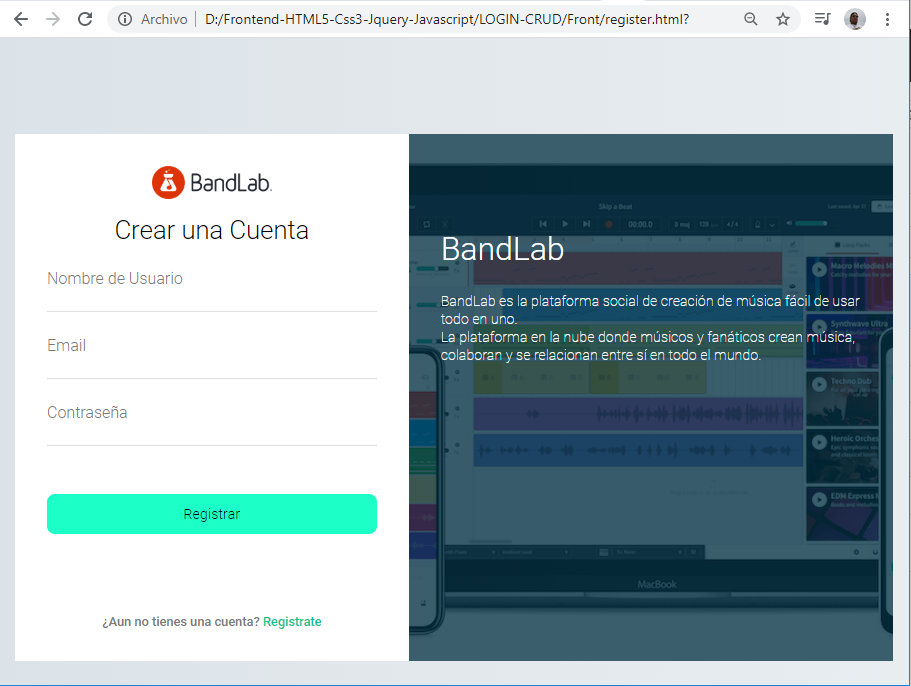 Archivo
D:/Frontend-HTML5-Css3-Jquery-Javascript/LOGIN-CRUD/Front/register.html?
BandLab.
Crear una Cuenta
Nombre de Usuario
Email
Contraseña
Registrar
¿Aun no tienes una cuenta? Registrate
Skip a Beat
00:00.0
BandLab
BandLab es la plataforma social de creación de música fácil de usar
todo en uno.
La plataforma en la nube donde músicos y fanáticos crean música,
colaboran y se relacionan entre sí en todo el mundo.
Macro Melodies
Synthwave Ultra
Techno Dub
Heroic Orches
EDM Express
MacBook